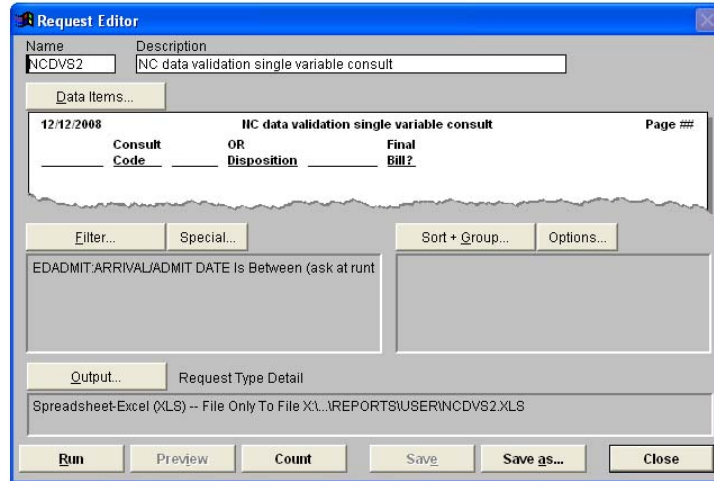 Request Editor
Name Description
NCDVS2 NC data validation single variable consult
Data Items...
12/12/2008 NC data validation single variable consult Page ##
Consult OR Final
Code Disposition Bill?
Filter... Special... Sort + Group... Options...
EDADMIT:ARRIVAL/ADMIT DATE Is Between (ask at runt
Output... Request Type Detail
Spreadsheet-Excel (XLS) -- File Only To File X:\...\REPORTS\USER\NCDVS2.XLS
Run Preview Count Save Save as... Close